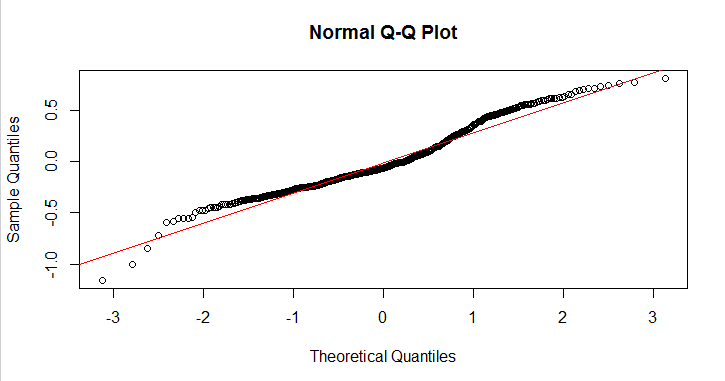 Normal Q-Q Plot
Sample Quantiles
0.5
0.0
-0.5
-1.0
-3 -2 -1 0 1 2 3
Theoretical Quantiles